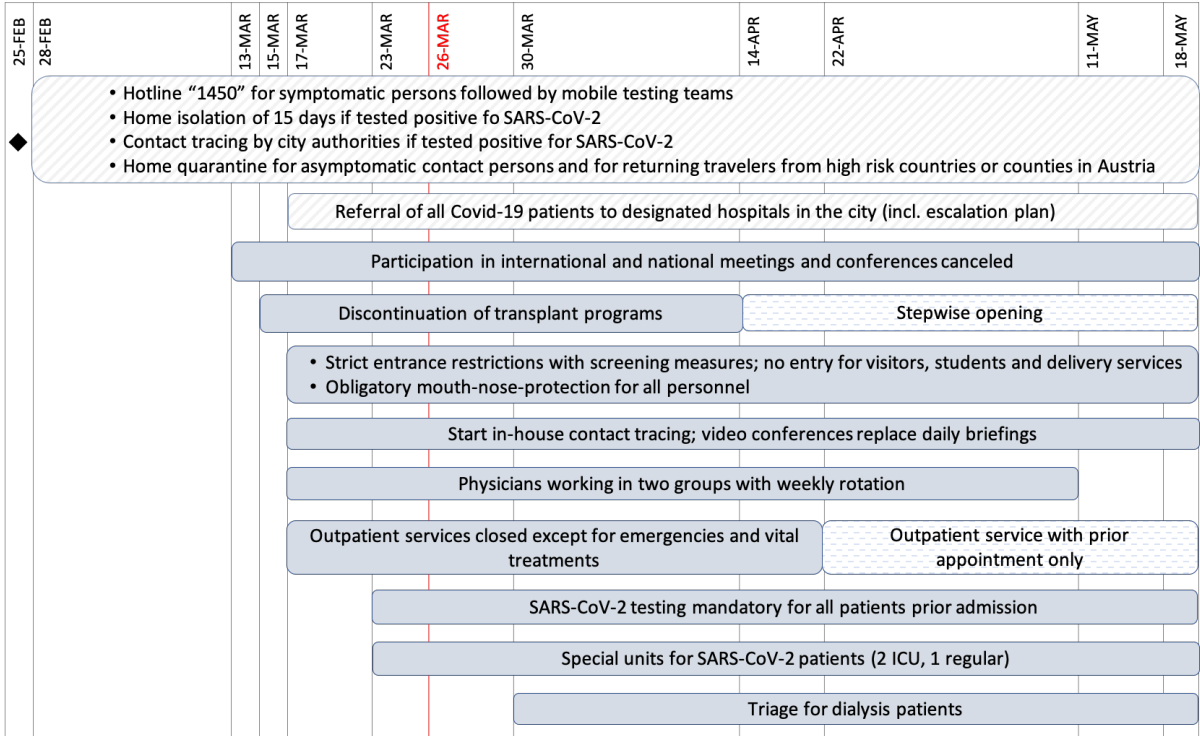 25-FEB
28-FEB
13-MAR
15-MAR
17-MAR
23-MAR
26-MAR
30-MAR
14-APR
22-APR
11-MAY
18-MAY
• Hotline “1450” for symptomatic persons followed by mobile testing teams
• Home isolation of 15 days if tested positive fo SARS-CoV-2
• Contact tracing by city authorities if tested positive for SARS-CoV-2
• Home quarantine for asymptomatic contact persons and for returning travelers from high risk countries or counties in Austria
Referral of all Covid-19 patients to designated hospitals in the city (incl. escalation plan)
Participation in international and national meetings and conferences canceled
Discontinuation of transplant programs
Stepwise opening
• Strict entrance restrictions with screening measures; no entry for visitors, students and delivery services
• Obligatory mouth-nose-protection for all personnel
Start in-house contact tracing; video conferences replace daily briefings
Physicians working in two groups with weekly rotation
Outpatient services closed except for emergencies and vital
treatments
Outpatient service with prior
appointment only
SARS-CoV-2 testing mandatory for all patients prior admission
Special units for SARS-CoV-2 patients (2 ICU, 1 regular)
Triage for dialysis patients